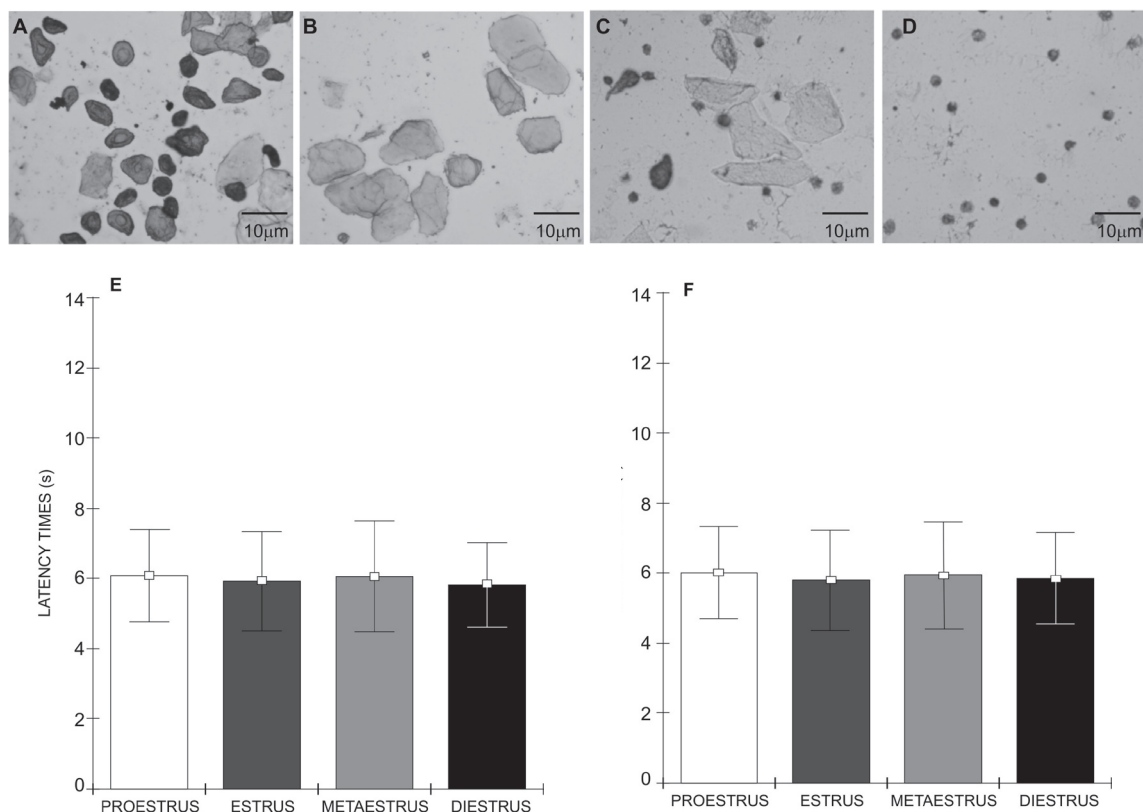 A
B
C
D
10μm
10μm
10μm
10μm
E
LATENCY TIMES (s)
14
12
10
8
6
4
2
0
PROESTRUS ESTRUS METAESTRUS DIESTRUS
F
14
12
10
8
6
4
2
0
PROESTRUS ESTRUS METAESTRUS DIESTRUS